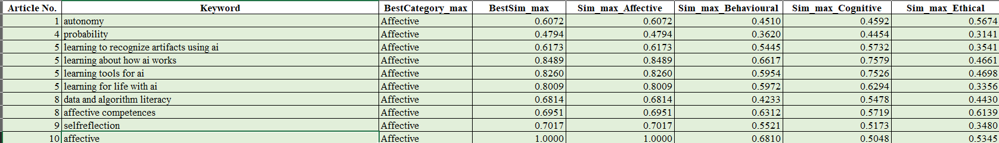 Article No. Keyword BestCategory_max BestSim_max Sim_max_Affective Sim_max_Behavioural Sim_max_Cognitive Sim_max_Ethical
1 autonomy Affective 0.6072 0.6072 0.4510 0.4592 0.5674
4 probability Affective 0.4794 0.4794 0.3620 0.4454 0.3141
5 learning to recognize artifacts using ai Affective 0.6173 0.6173 0.5445 0.5732 0.3541
5 learning about how ai works Affective 0.8489 0.8489 0.6617 0.7579 0.4661
5 learning tools for ai Affective 0.8260 0.8260 0.5954 0.7526 0.4698
5 learning for life with ai Affective 0.8009 0.8009 0.5972 0.6294 0.3356
8 data and algorithm literacy Affective 0.6814 0.6814 0.4233 0.5478 0.4430
8 affective competences Affective 0.6951 0.6951 0.6312 0.5719 0.6139
9 selfreflection Affective 0.7017 0.7017 0.5521 0.5173 0.3480
10 affective Affective 1.0000 1.0000 0.6810 0.5048 0.5345